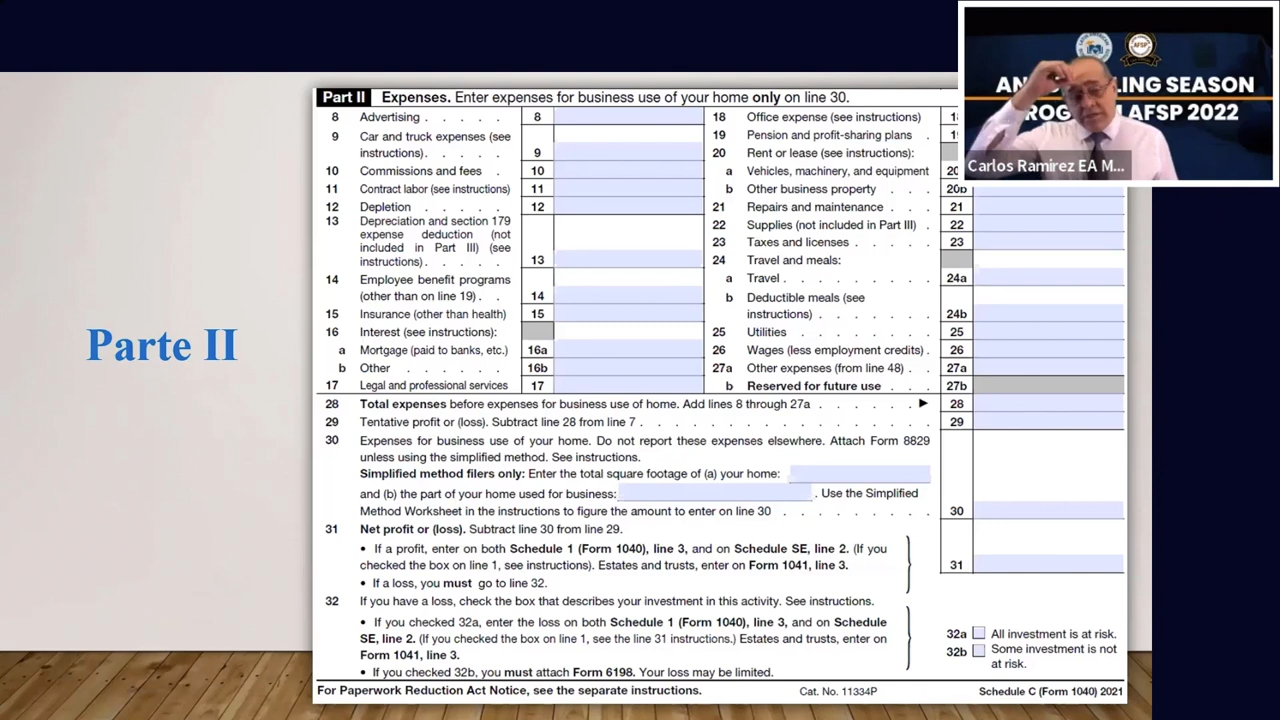 Parte II
Part II Expenses. Enter expenses for business use of your home only on line 30.
8 Advertising . . . . . 8
9 Car and truck expenses (see
instructions). . . . . 9
10 Commissions and fees . 10
11 Contract labor (see instructions) 11
12 Depletion . . . . . 12
13 Depreciation and section 179
expense deduction (not
included in Part III) (see
instructions) . . . . . 13
14 Employee benefit programs
(other than on line 19) . . 14
15 Insurance (other than health) 15
16 Interest (see instructions):
a Mortgage (paid to banks, etc.) 16a
b Other . . . . . . 16b
17 Legal and professional services 17
18 Office expense (see instructions) 18
19 Pension and profit-sharing plans . 19
20 Rent or lease (see instructions):
a Vehicles, machinery, and equipment 20
b Other business property . . . 20b
21 Repairs and maintenance . . . 21
22 Supplies (not included in Part III) . 22
23 Taxes and licenses . . . . . 23
24 Travel and meals:
a Travel . . . . . . . . . 24a
b Deductible meals (see
instructions) . . . . . . . 24b
25 Utilities . . . . . . . . 25
26 Wages (less employment credits) . 26
27a Other expenses (from line 48) . . 27a
b Reserved for future use . . . 27b
28 Total expenses before expenses for business use of home. Add lines 8 through 27a . . . . . . ▶ 28
29 Tentative profit or (loss). Subtract line 28 from line 7 . . . . . . . . . . . . . . . . . 29
30 Expenses for business use of your home. Do not report these expenses elsewhere. Attach Form 8829
unless using the simplified method. See instructions.
Simplified method filers only: Enter the total square footage of (a) your home:
and (b) the part of your home used for business: . Use the Simplified
Method Worksheet in the instructions to figure the amount to enter on line 30 . . . . . . . . . 30
31 Net profit or (loss). Subtract line 30 from line 29.
• If a profit, enter on both Schedule 1 (Form 1040), line 3, and on Schedule SE, line 2. (If you
checked the box on line 1, see instructions). Estates and trusts, enter on Form 1041, line 3. 31
• If a loss, you must go to line 32.
32 If you have a loss, check the box that describes your investment in this activity. See instructions.
• If you checked 32a, enter the loss on both Schedule 1 (Form 1040), line 3, and on Schedule
SE, line 2. (If you checked the box on line 1, see the line 31 instructions.) Estates and trusts, enter on
Form 1041, line 3.
• If you checked 32b, you must attach Form 6198. Your loss may be limited.
32a All investment is at risk.
32b Some investment is not
at risk.
For Paperwork Reduction Act Notice, see the separate instructions. Cat. No. 11334P Schedule C (Form 1040) 2021
AFSP
LING SEASON
AFSP 2022
Carlos Ramirez EA M...